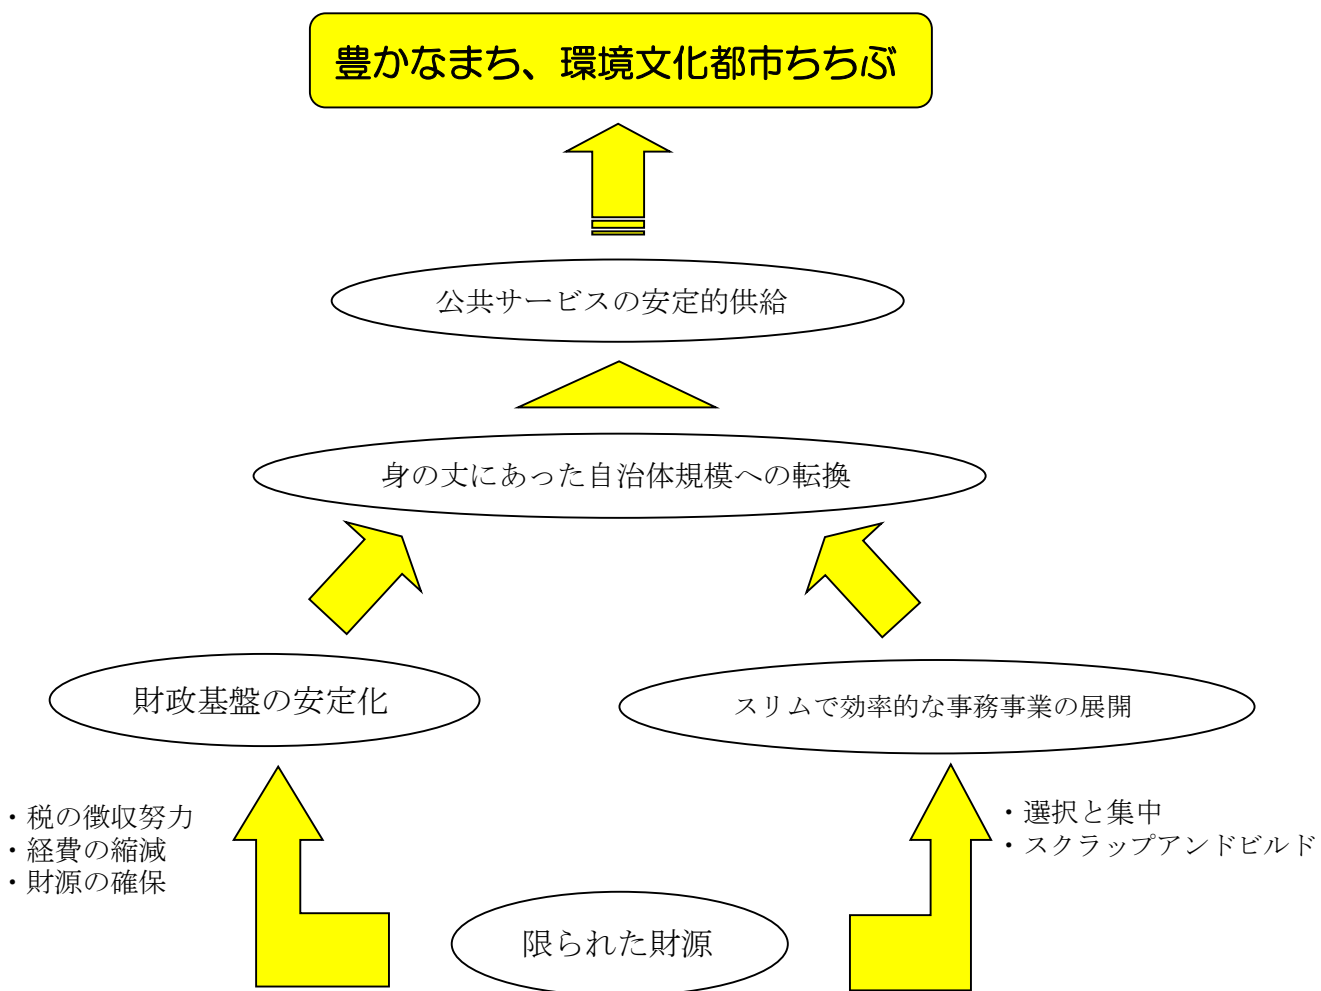 豊かなまち、環境文化都市ちちぶ
公共サービスの安定的供給
身の丈にあった自治体規模への転換
財政基盤の安定化
スリムで効率的な事務事業の展開
・税の徴収努力
・経費の縮減
・財源の確保
・選択と集中
・スクラップアンドビルド
限られた財源